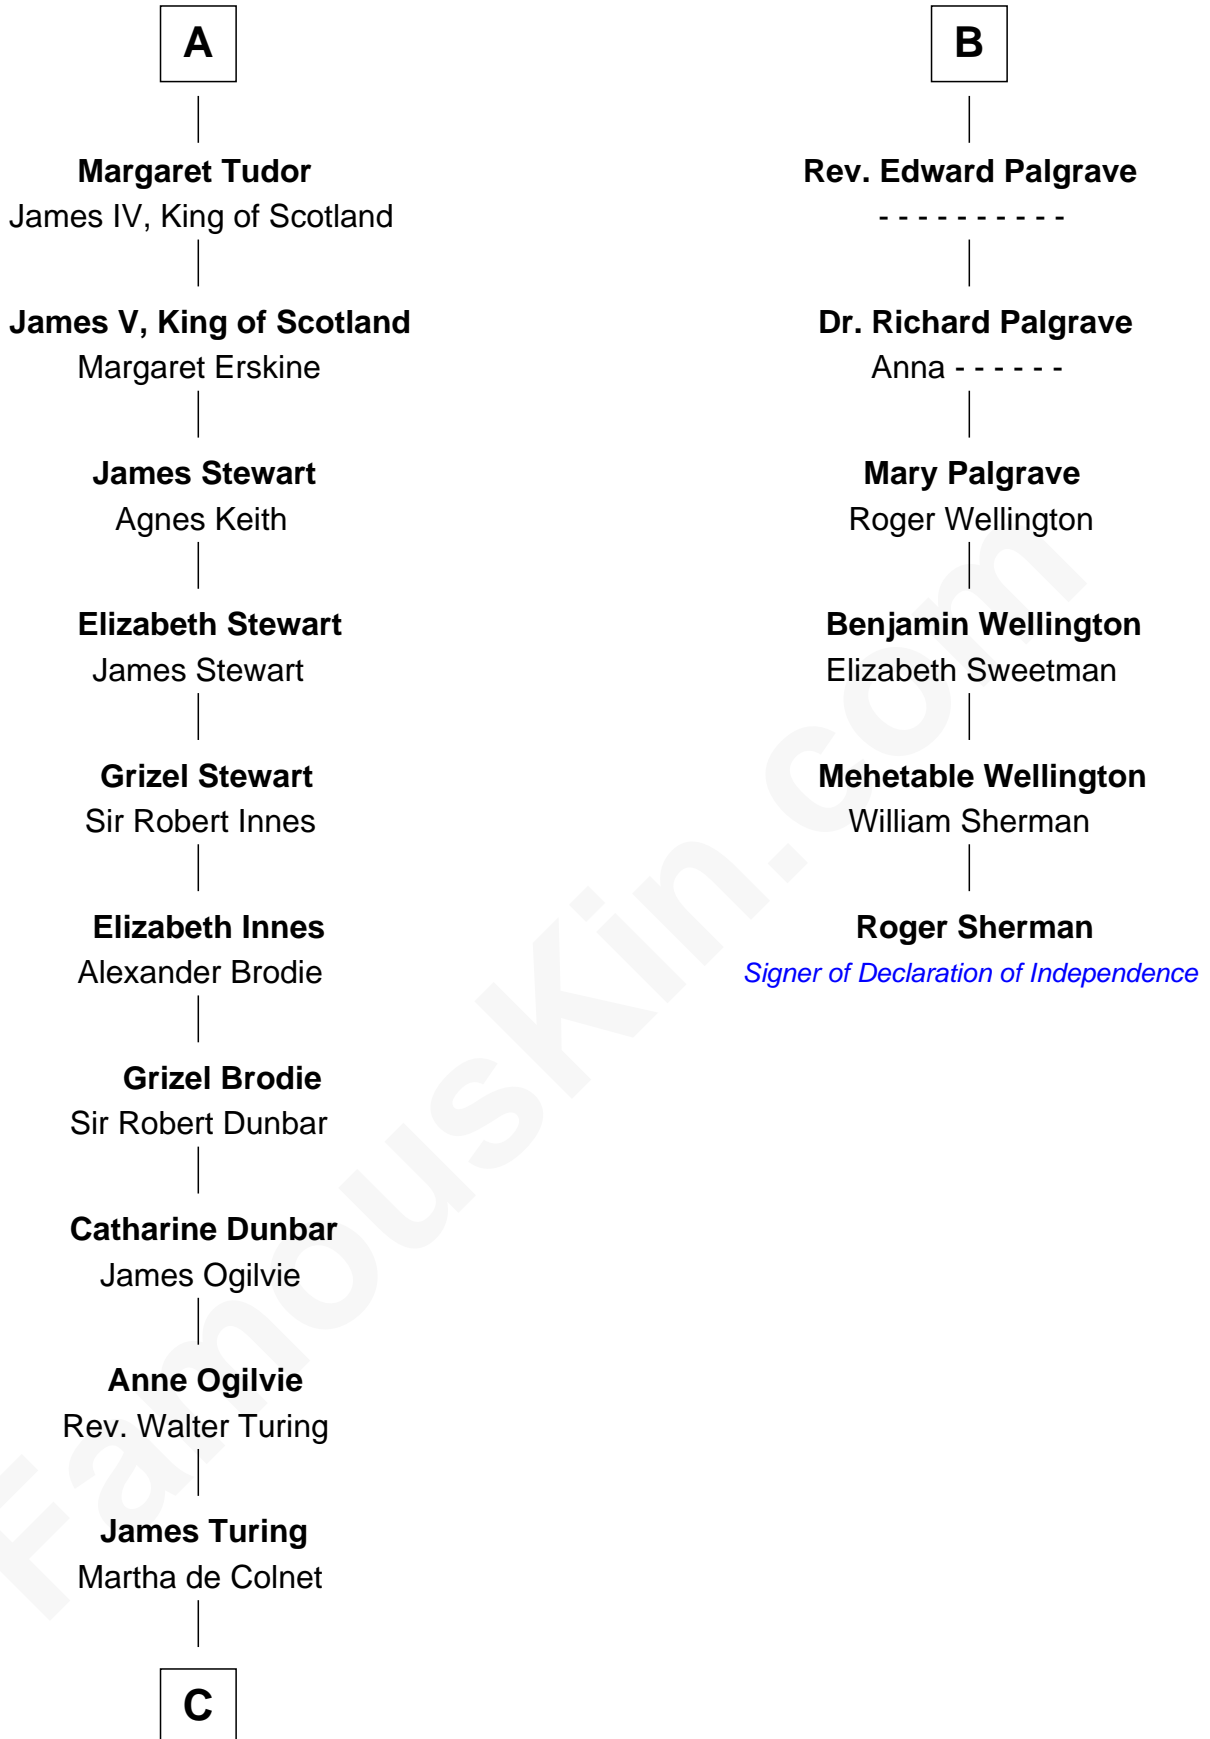 A
Margaret Tudor
James IV, King of Scotland
James V, King of Scotland
Margaret Erskine
James Stewart
Agnes Keith
Elizabeth Stewart
James Stewart
Grizel Stewart
Sir Robert Innes
Elizabeth Innes
Alexander Brodie
Grizel Brodie
Sir Robert Dunbar
Catharine Dunbar
James Ogilvie
Anne Ogilvie
Rev. Walter Turing
James Turing
Martha de Colnet
C
B
Rev. Edward Palgrave
- - - - - - - - - -
Dr. Richard Palgrave
Anna - - - - - -
Mary Palgrave
Roger Wellington
Benjamin Wellington
Elizabeth Sweetman
Mehetable Wellington
William Sherman
Roger Sherman
Signer of Declaration of Independence
FamousKin.com